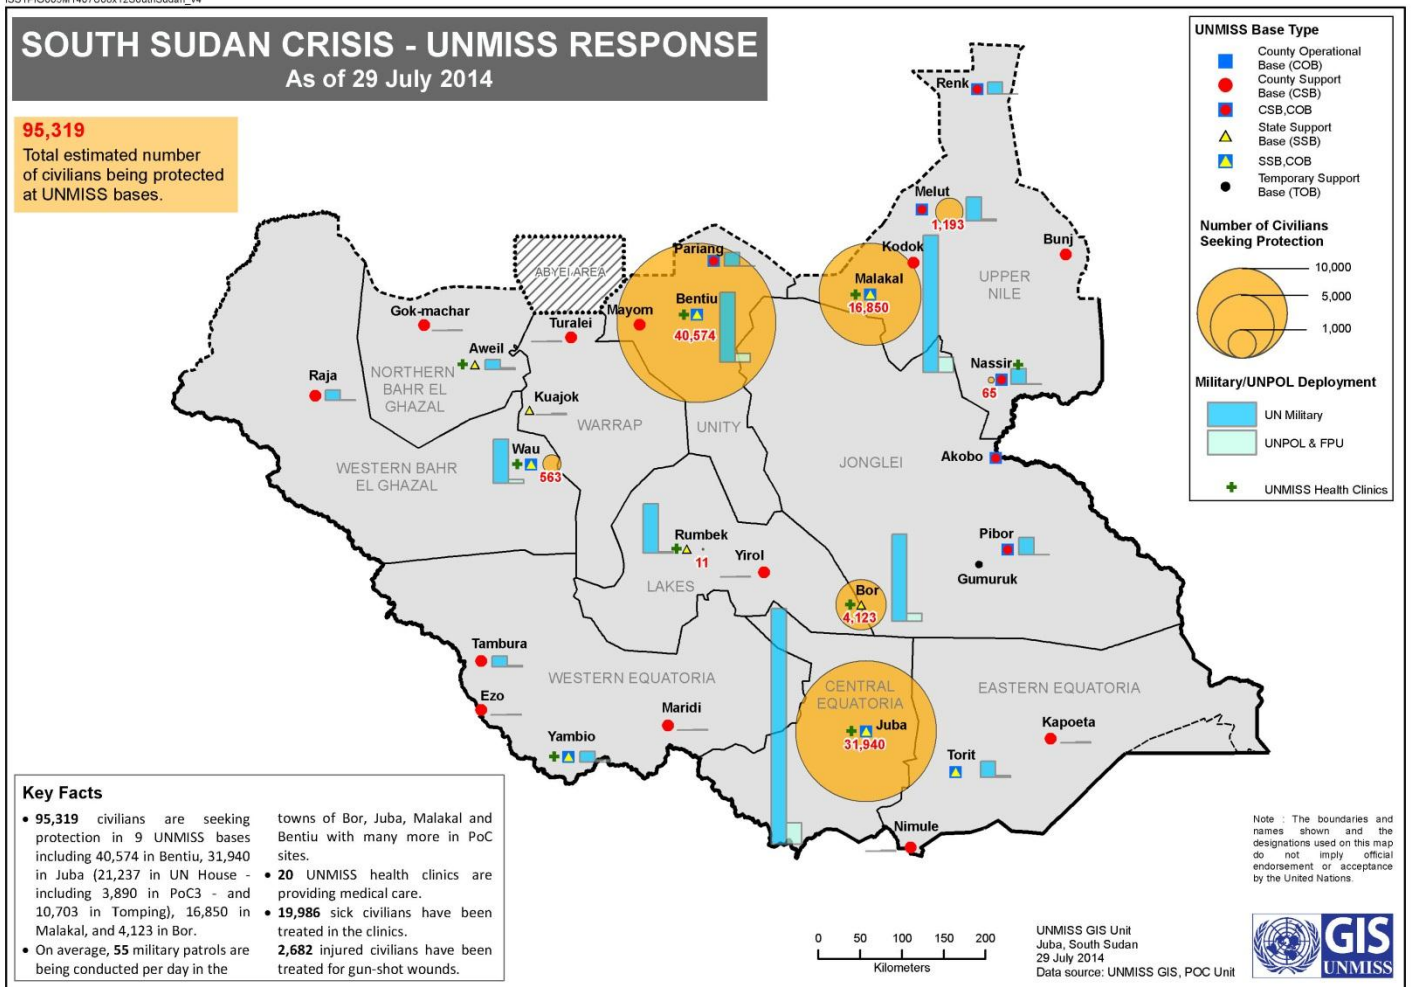 SOUTH SUDAN CRISIS - UNMISS RESPONSE
As of 29 July 2014
95,319
Total estimated number
of civilians being protected
at UNMISS bases.
UNMISS Base Type
County Operational
Base (COB)
County Support
Base (CSB)
CSB,COB
State Support
Base (SSB)
SSB,COB
Temporary Support
Base (TOB)
Number of Civilians
Seeking Protection
10,000
5,000
1,000
Military/UNPOL Deployment
UN Military
UNPOL & FPU
UNMISS Health Clinics
Renk
Melut
1,193
Kodok
Bunj
UPPER
NILE
Malakal
16,850
Pariang
ABYEI AREA
Bentiu
40,574
Mayom
Turalei
Gok-machar
Aweil
NORTHERN
BAHR EL
GHAZAL
Raja
Nassir
65
Kuajok
WARRAP
UNITY
Wau
563
WESTERN BAHR
EL GHAZAL
JONGLEI
Akobo
Rumbek
11
Yirol
LAKES
Pibor
Gumuruk
Bor
4,123
Tambura
WESTERN EQUATORIA
CENTRAL
EQUATORIA
EASTERN EQUATORIA
Ezo
Maridi
Juba
31,940
Kapoeta
Yambio
Torit
Nimule
Key Facts
• 95,319 civilians are seeking
protection in 9 UNMISS bases
including 40,574 in Bentiu, 31,940
in Juba (21,237 in UN House -
including 3,890 in PoC3 - and
10,703 in Tomping), 16,850 in
Malakal, and 4,123 in Bor.
• On average, 55 military patrols are
being conducted per day in the
towns of Bor, Juba, Malakal and
Bentiu with many more in PoC
sites.
• 20 UNMISS health clinics are
providing medical care.
• 19,986 sick civilians have been
treated in the clinics.
2,682 injured civilians have been
treated for gun-shot wounds.
0 50 100 150 200
Kilometers
Note : The boundaries and
names shown and the
designations used on this map
do not imply official
endorsement or acceptance
by the United Nations.
UNMISS GIS Unit
Juba, South Sudan
29 July 2014
Data source: UNMISS GIS, POC Unit
GIS
UNMISS